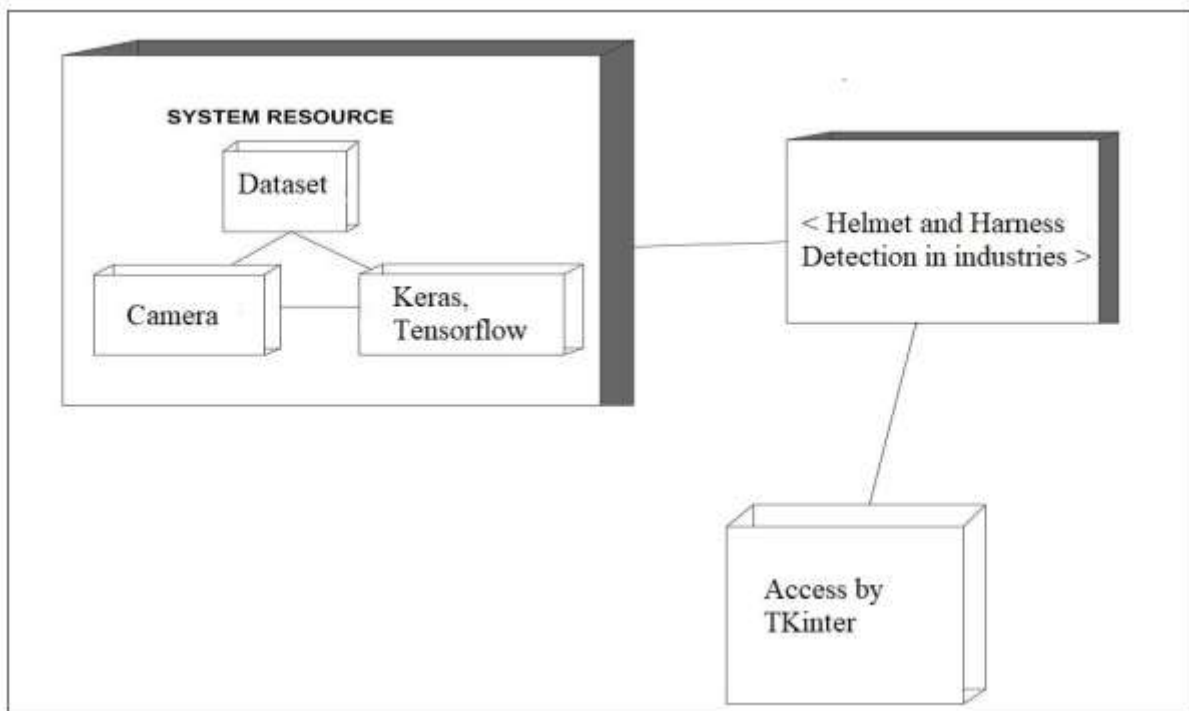 SYSTEM RESOURCE
Dataset
Camera
Keras,
Tensorflow
< Helmet and Harness
Detection in industries >
Access by
TKinter